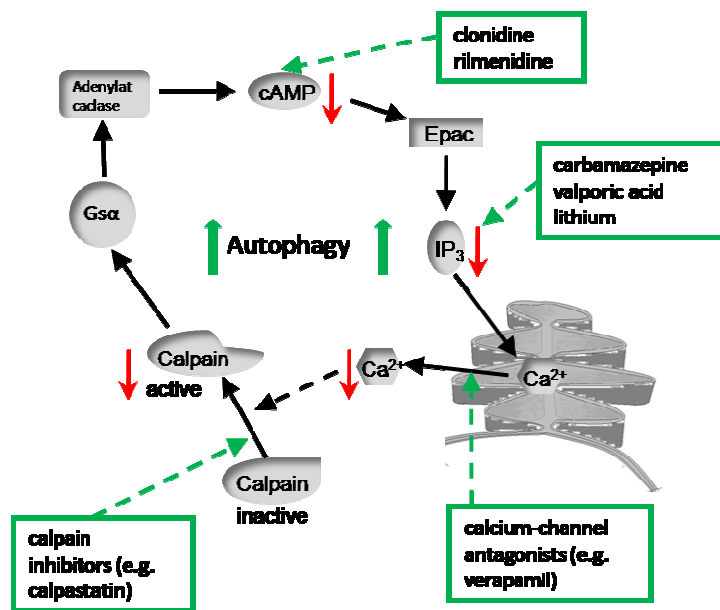 clonidine
rilmenidine
Adenylat
caclase
cAMP
Epac
carbamazepine
valporic acid
lithium
Gsα
Autophagy
IP3
Calpain
active
Ca2+
Ca2+
Calpain
inactive
calpain
inhibitors (e.g.
calpastatin)
calcium-channel
antagonists (e.g.
verapamil)